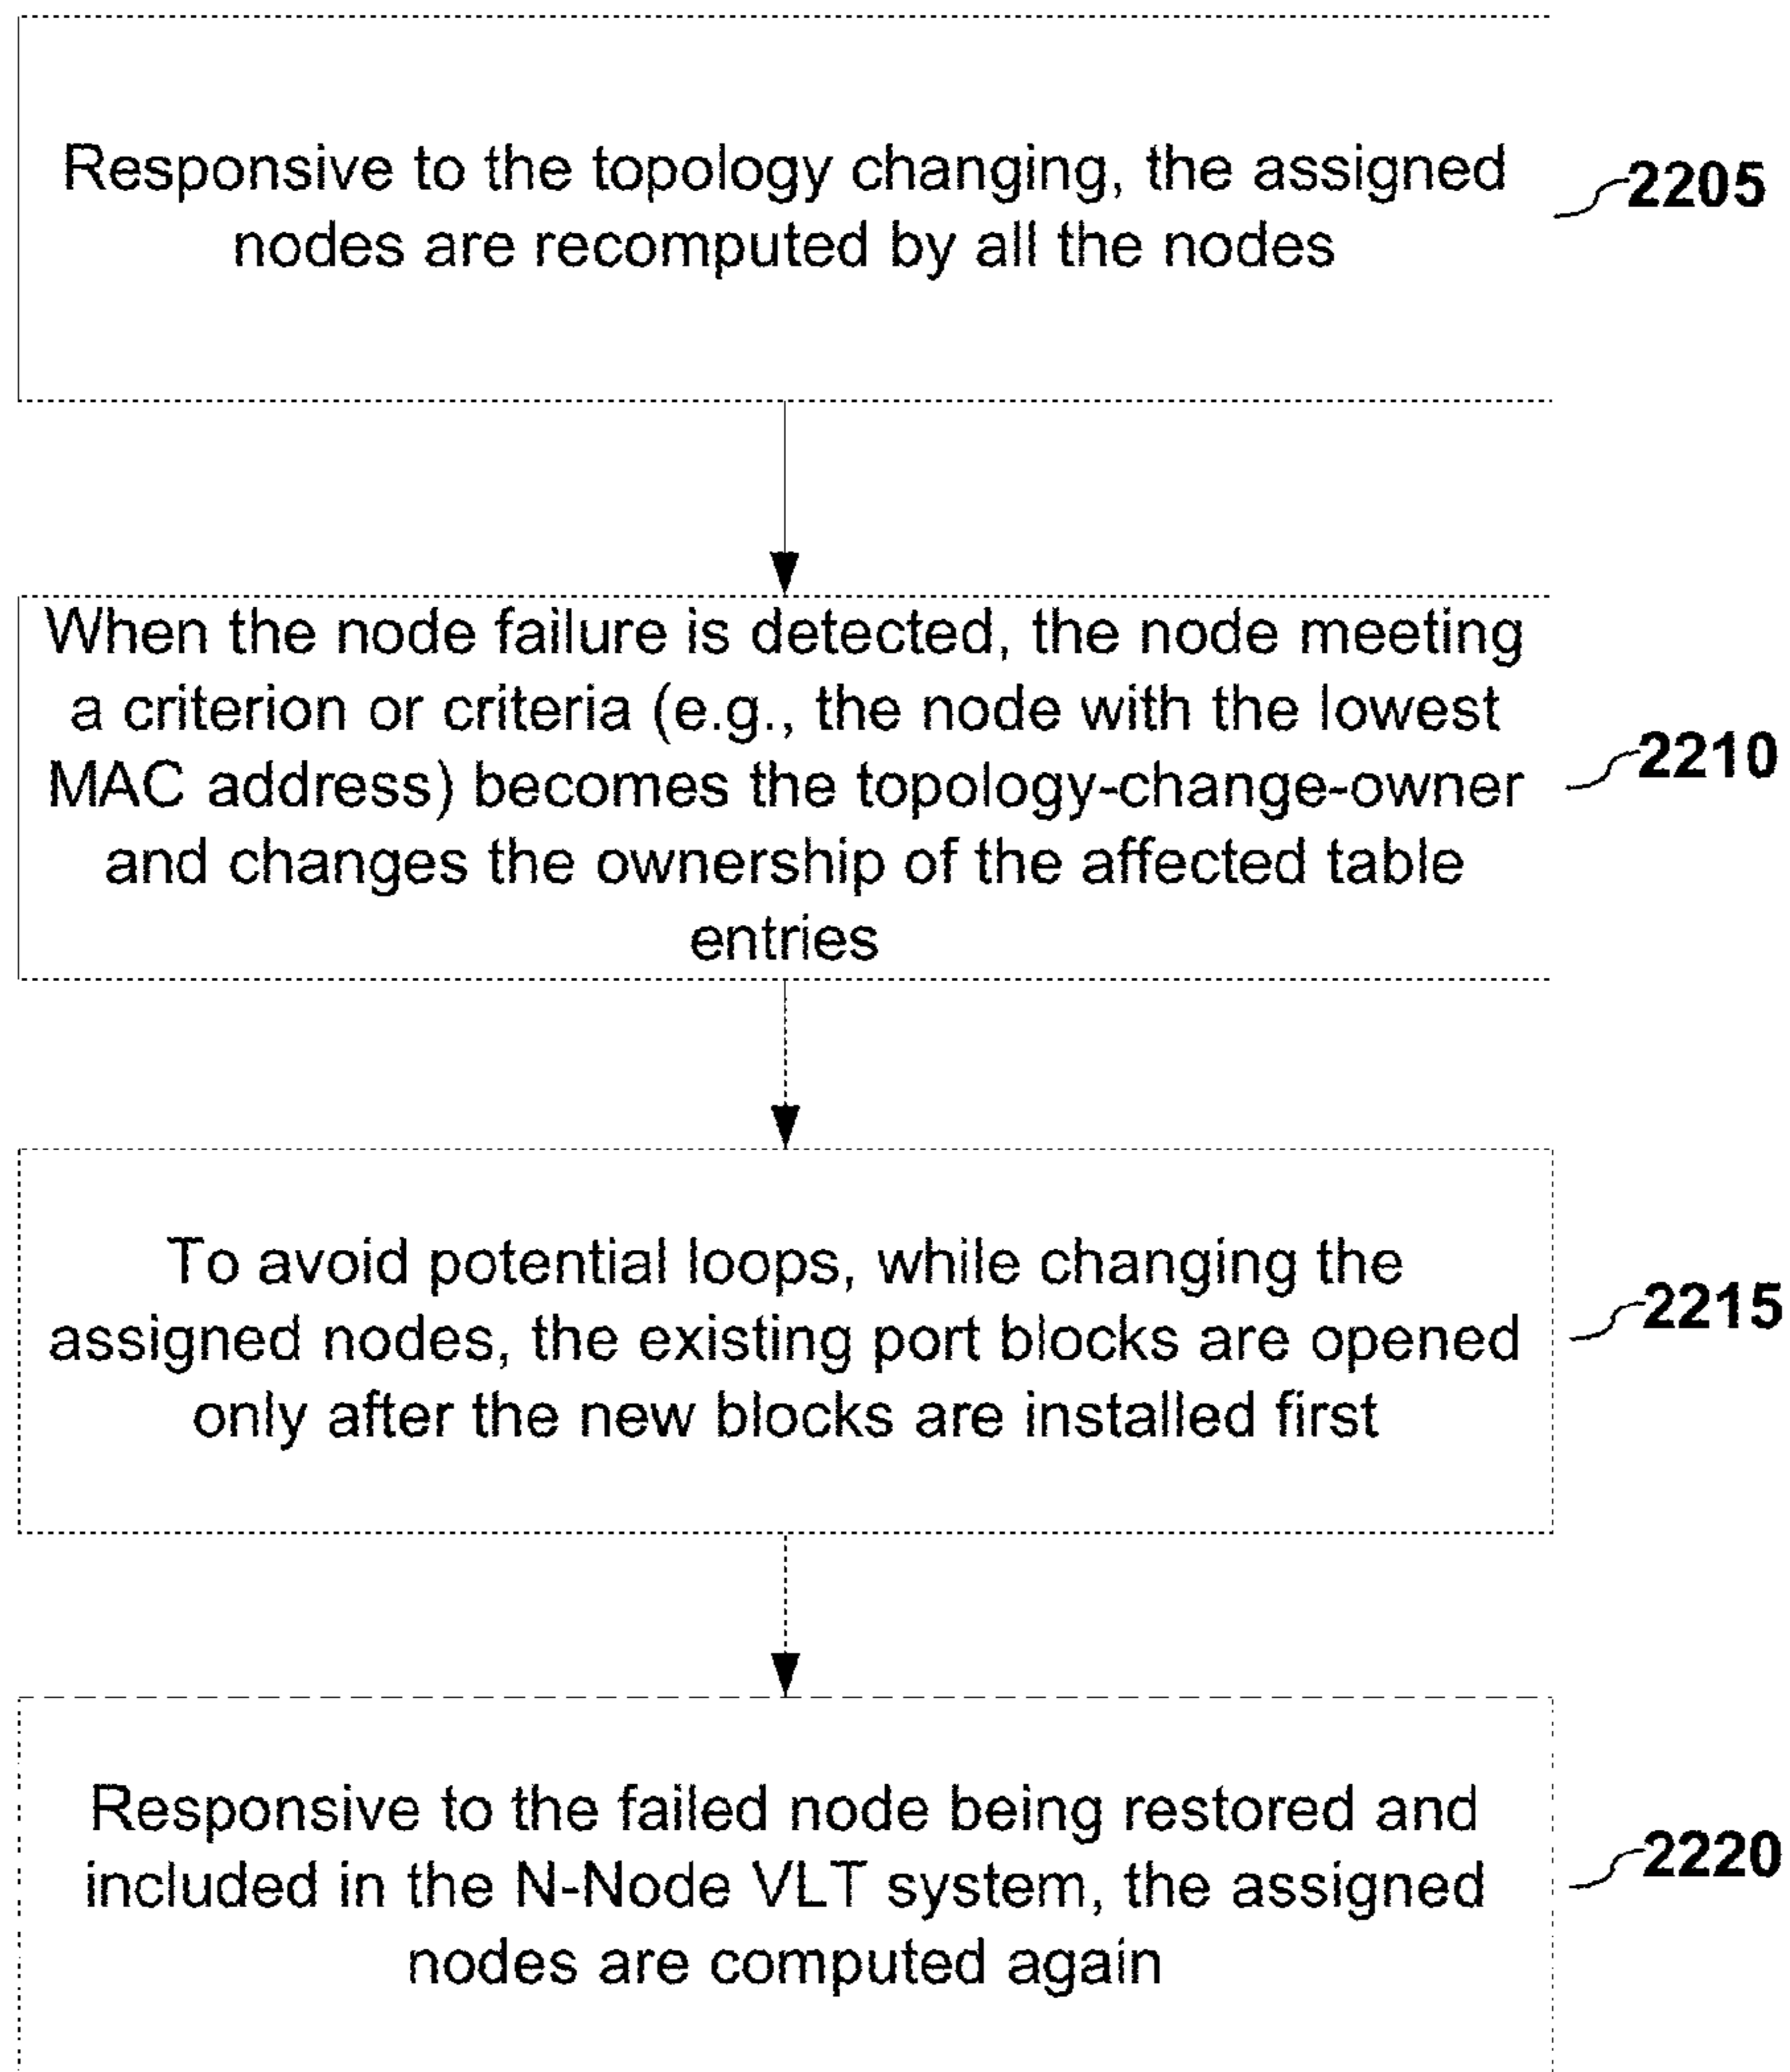 Responsive to the topology changing, the assigned
nodes are recomputed by all the nodes
2205
When the node failure is detected, the node meeting
a criterion or criteria (e.g., the node with the lowest
MAC address) becomes the topology-change-owner
and changes the ownership of the affected table
entries
2210
To avoid potential loops, while changing the
assigned nodes, the existing port blocks are opened
only after the new blocks are installed first
2215
Responsive to the failed node being restored and
included in the N-Node VLT system, the assigned
nodes are computed again
2220